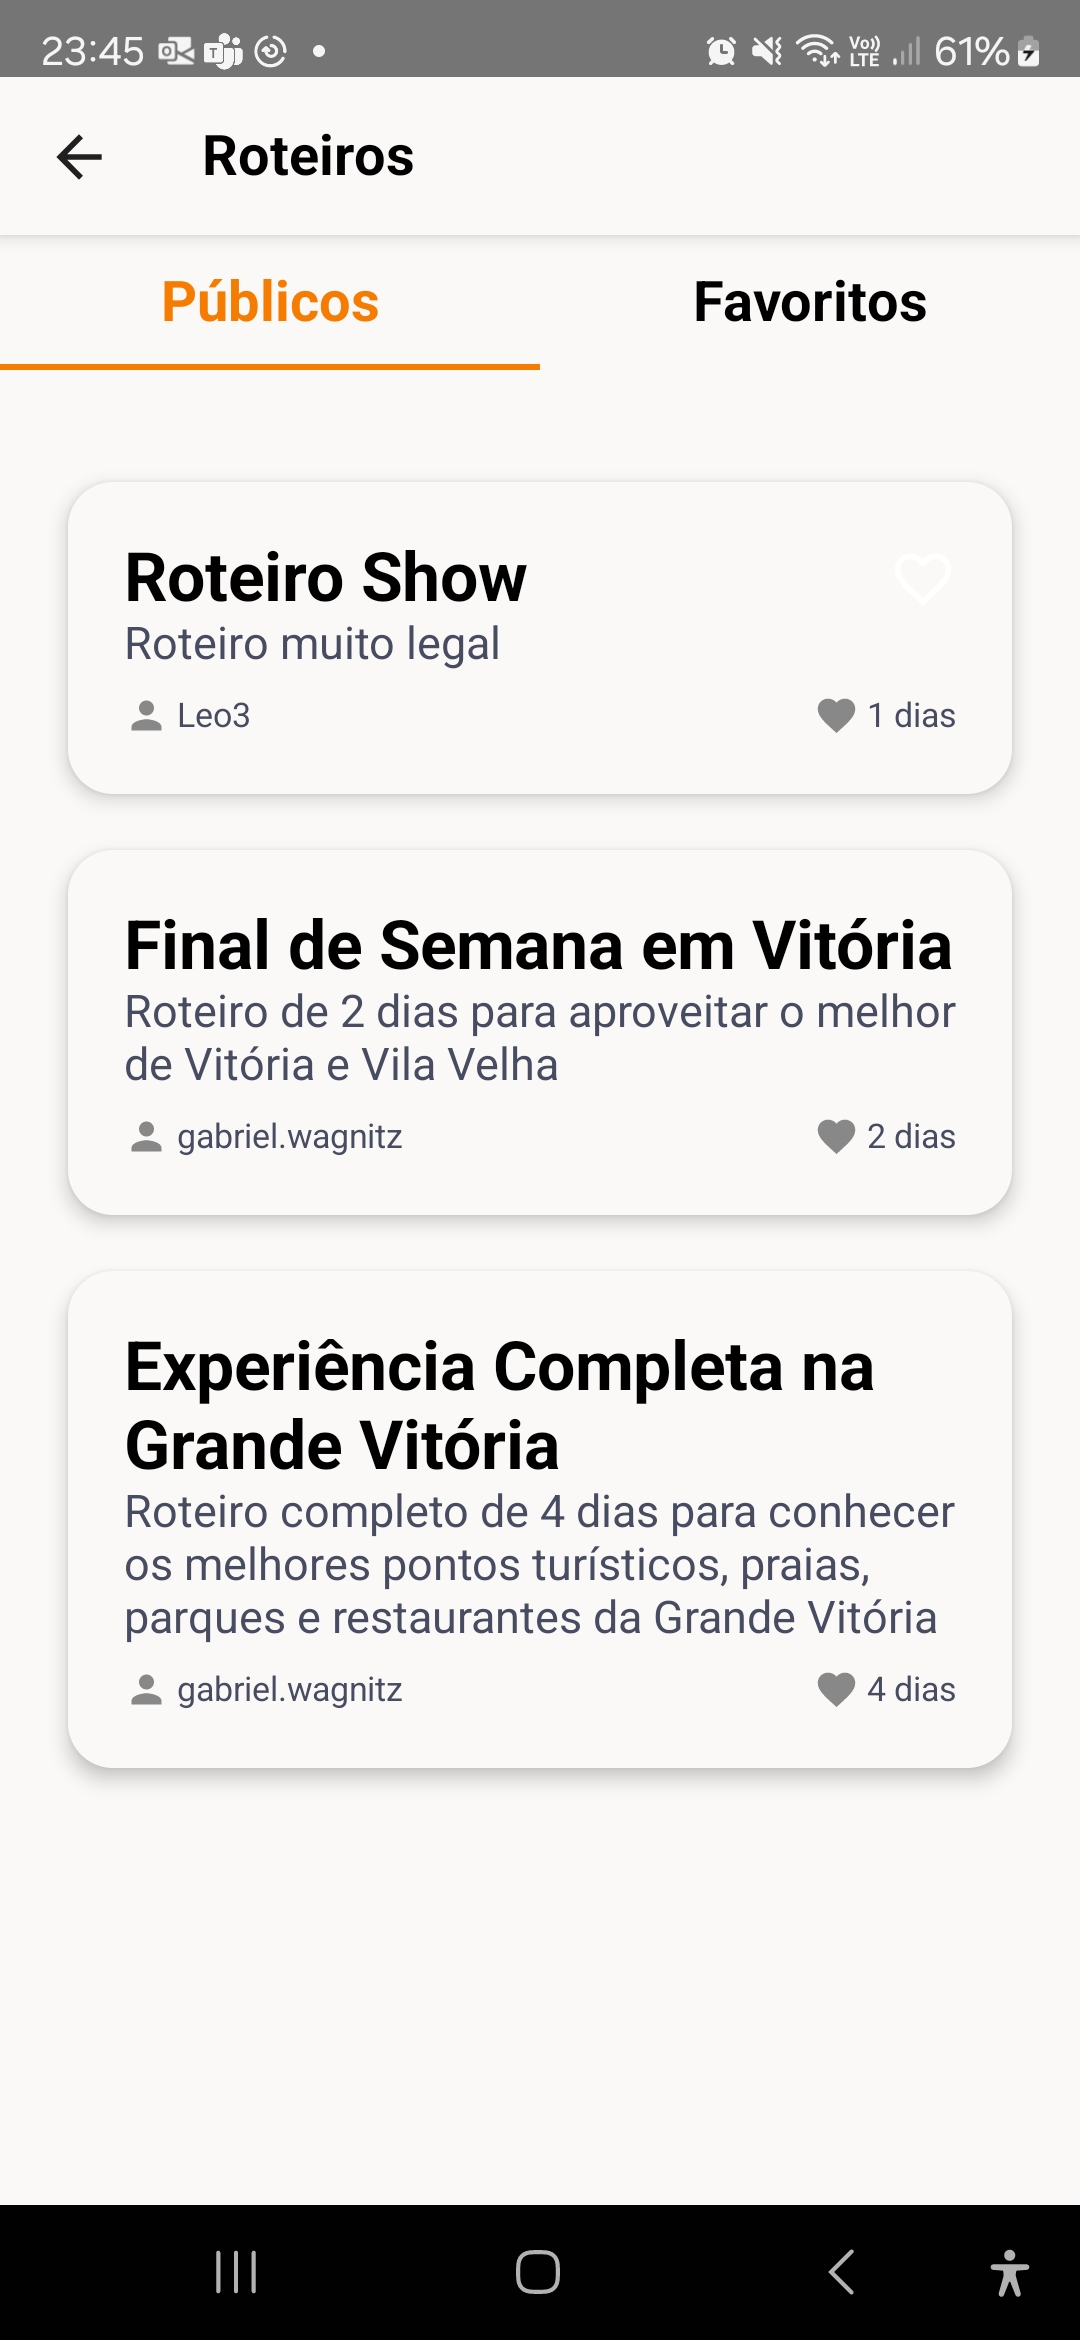 23:45
Vo))
LTE
61%
Roteiros
Públicos
Favoritos
Roteiro Show
Roteiro muito legal
Leo3
1 dias
Final de Semana em Vitória
Roteiro de 2 dias para aproveitar o melhor
de Vitória e Vila Velha
gabriel.wagnitz
2 dias
Experiência Completa na
Grande Vitória
Roteiro completo de 4 dias para conhecer
os melhores pontos turísticos, praias,
parques e restaurantes da Grande Vitória
gabriel.wagnitz
4 dias